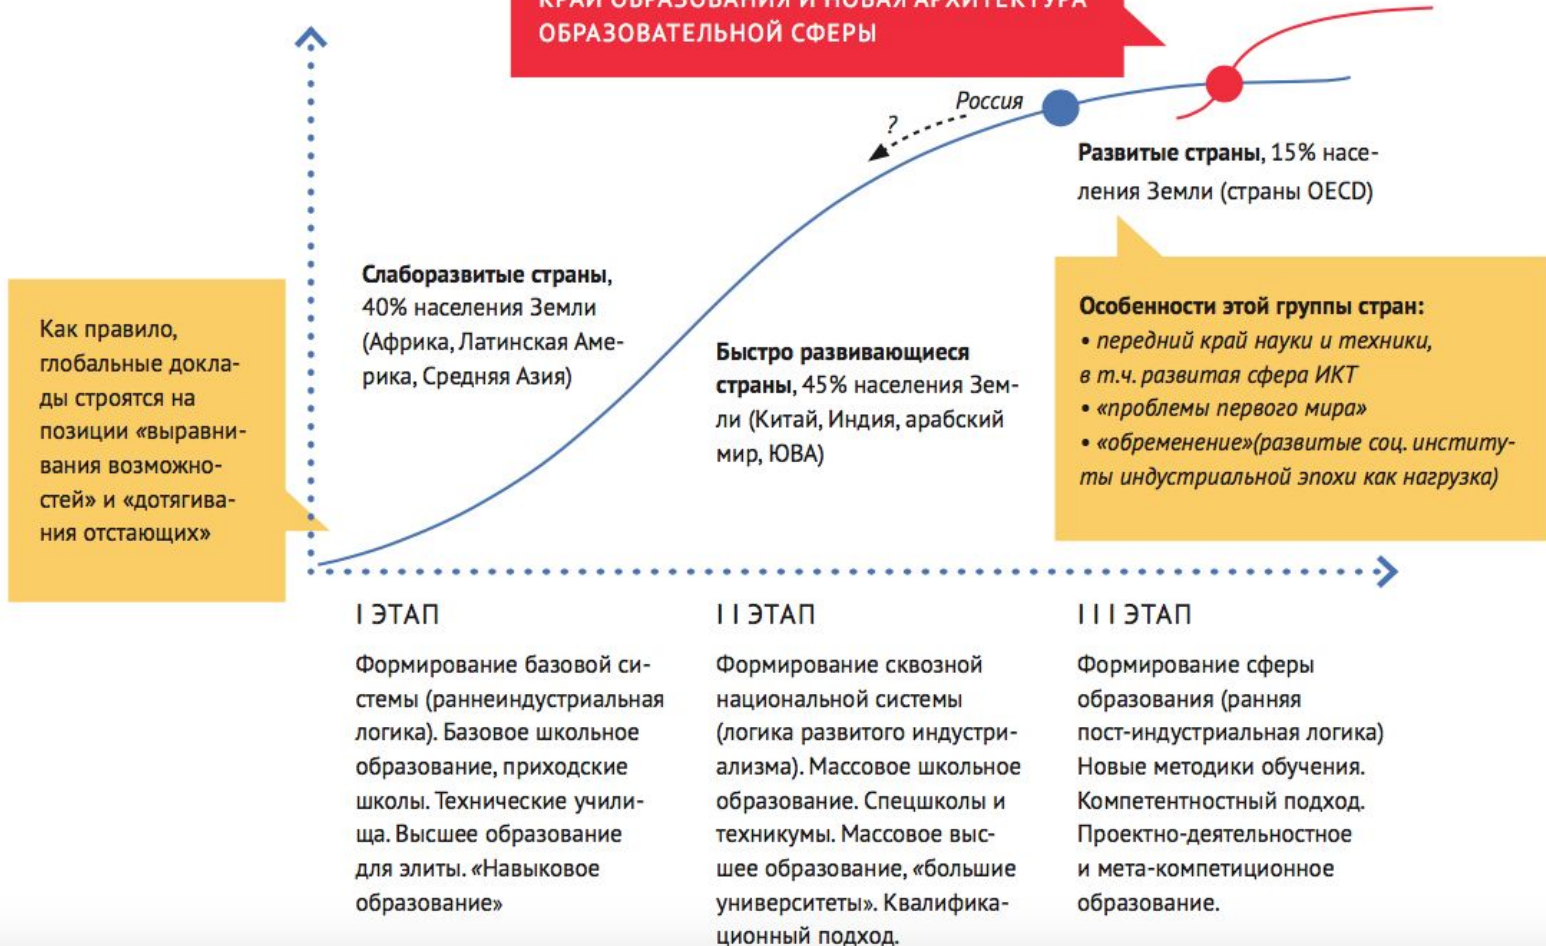 КРАЙ ОБРАЗОВАНИЯ И НОВАЯ АРХИТЕКТУРА
ОБРАЗОВАТЕЛЬНОЙ СФЕРЫ
Россия
?
Развитые страны, 15% насе-
ления Земли (страны OECD)
Слаборазвитые страны,
40% населения Земли
(Африка, Латинская Аме-
рика, Средняя Азия)
Как правило,
глобальные докла-
ды строятся на
позиции «выравни-
вания возможно-
стей» и «дотягива-
ния отстающих»
Быстро развивающиеся
страны, 45% населения Зем-
ли (Китай, Индия, арабский
мир, ЮВА)
Особенности этой группы стран:
• передний край науки и техники,
в т.ч. развитая сфера ИКТ
• «проблемы первого мира»
• «обременение»(развитые соц. институ-
ты индустриальной эпохи как нагрузка)
I ЭТАП
Формирование базовой си-
стемы (раннеиндустриальная
логика). Базовое школьное
образование, приходские
школы. Технические учили-
ща. Высшее образование
для элиты. «Навыковое
образование»
II ЭТАП
Формирование сквозной
национальной системы
(логика развитого индустри-
ализма). Массовое школьное
образование. Спецшколы и
техникумы. Массовое выс-
шее образование, «большие
университеты». Квалифика-
ционный подход.
III ЭТАП
Формирование сферы
образования (ранняя
пост-индустриальная логика)
Новые методики обучения.
Компетентностный подход.
Проектно-деятельностное
и мета-компетиционное
образование.